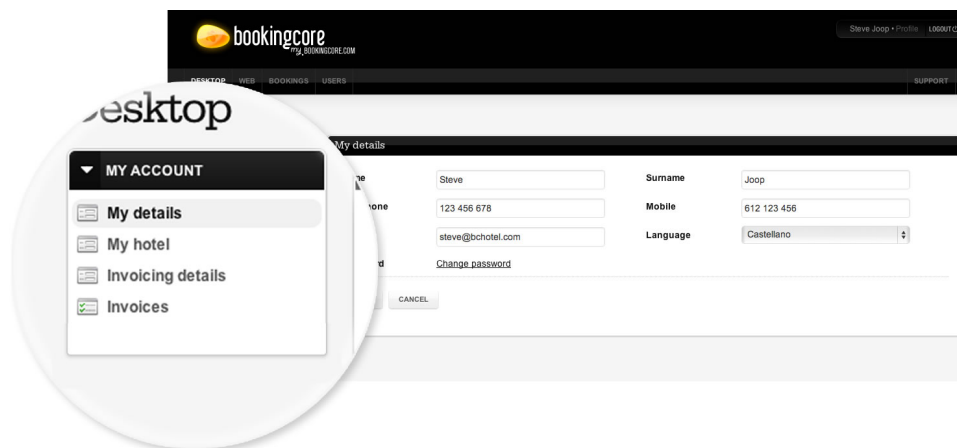 bookingcore
my.BOOKINGCORE.COM
Steve Joop • Profile LOGOUT
DESKTOP WEB BOOKINGS USERS SUPPORT
Desktop
MY ACCOUNT
My details
My hotel
Invoicing details
Invoices
My details
Steve Surname Joop
123 456 678 Mobile 612 123 456
steve@bchotel.com Language Castellano
Change password
CANCEL